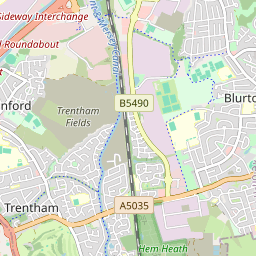 Sideway Interchange
Roundabout
B5490
nford
Trentham
Fields
Blurto
Trentham
A5035
Hem Heath